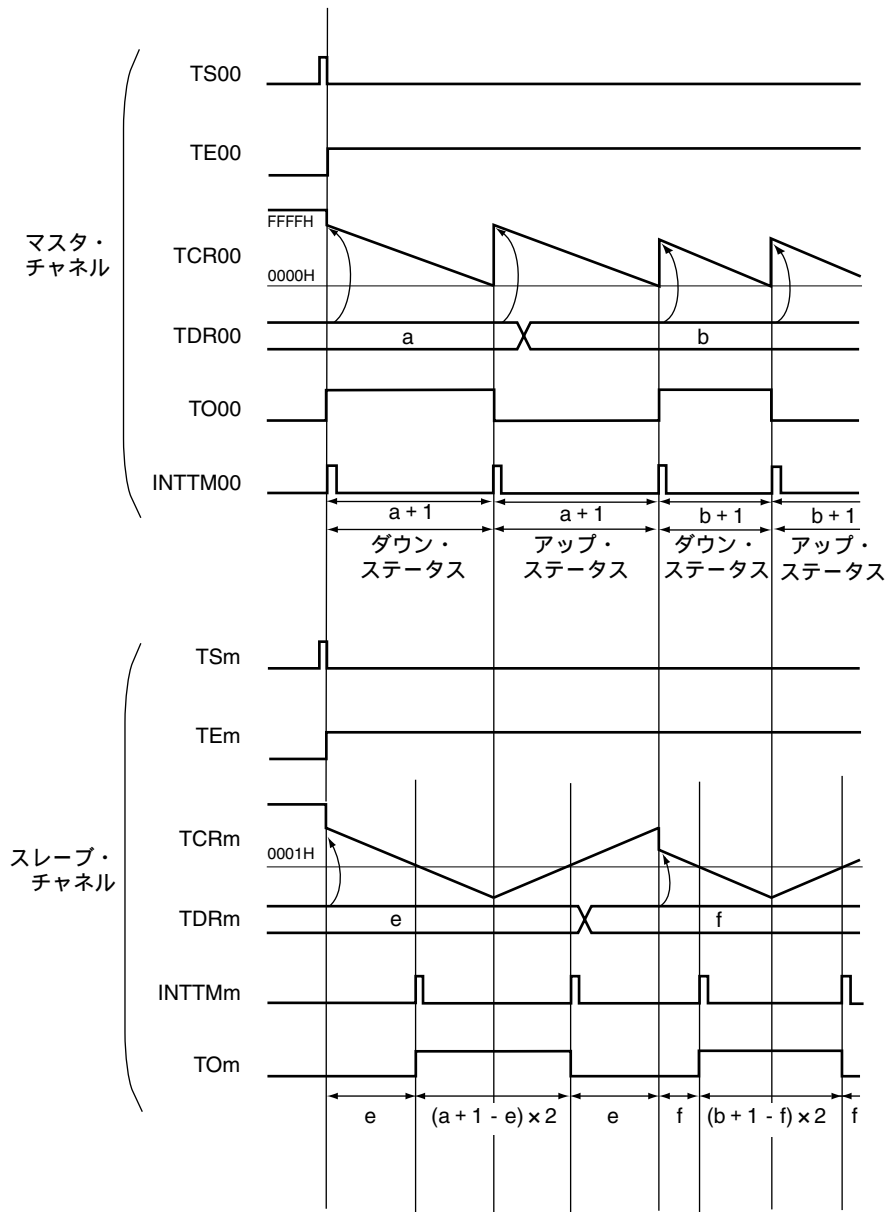 TS00
TE00
FFFFH
マスタ・
チャネル
TCR00
0000H
TDR00
a
b
TO00
INTTM00
a + 1
a + 1
b + 1
b + 1
ダウン・
ステータス
アップ・
ステータス
ダウン・
ステータス
アップ・
ステータス
TSm
TEm
TCRm
0001H
スレーブ・
チャネル
TDRm
e
f
INTTMm
TOm
e
(a + 1 - e) × 2
e
f
(b + 1 - f) × 2
f